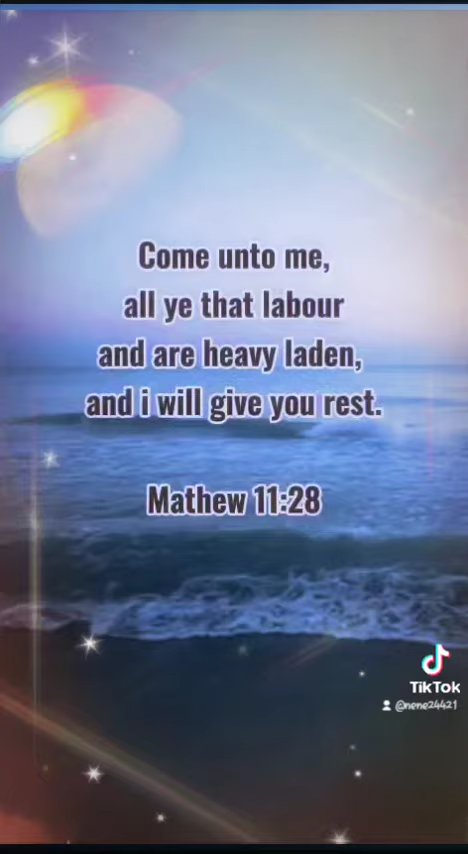 Come unto me,
all ye that labour
and are heavy laden,
and i will give you rest.
Mathew 11:28
TikTok
@nene24421